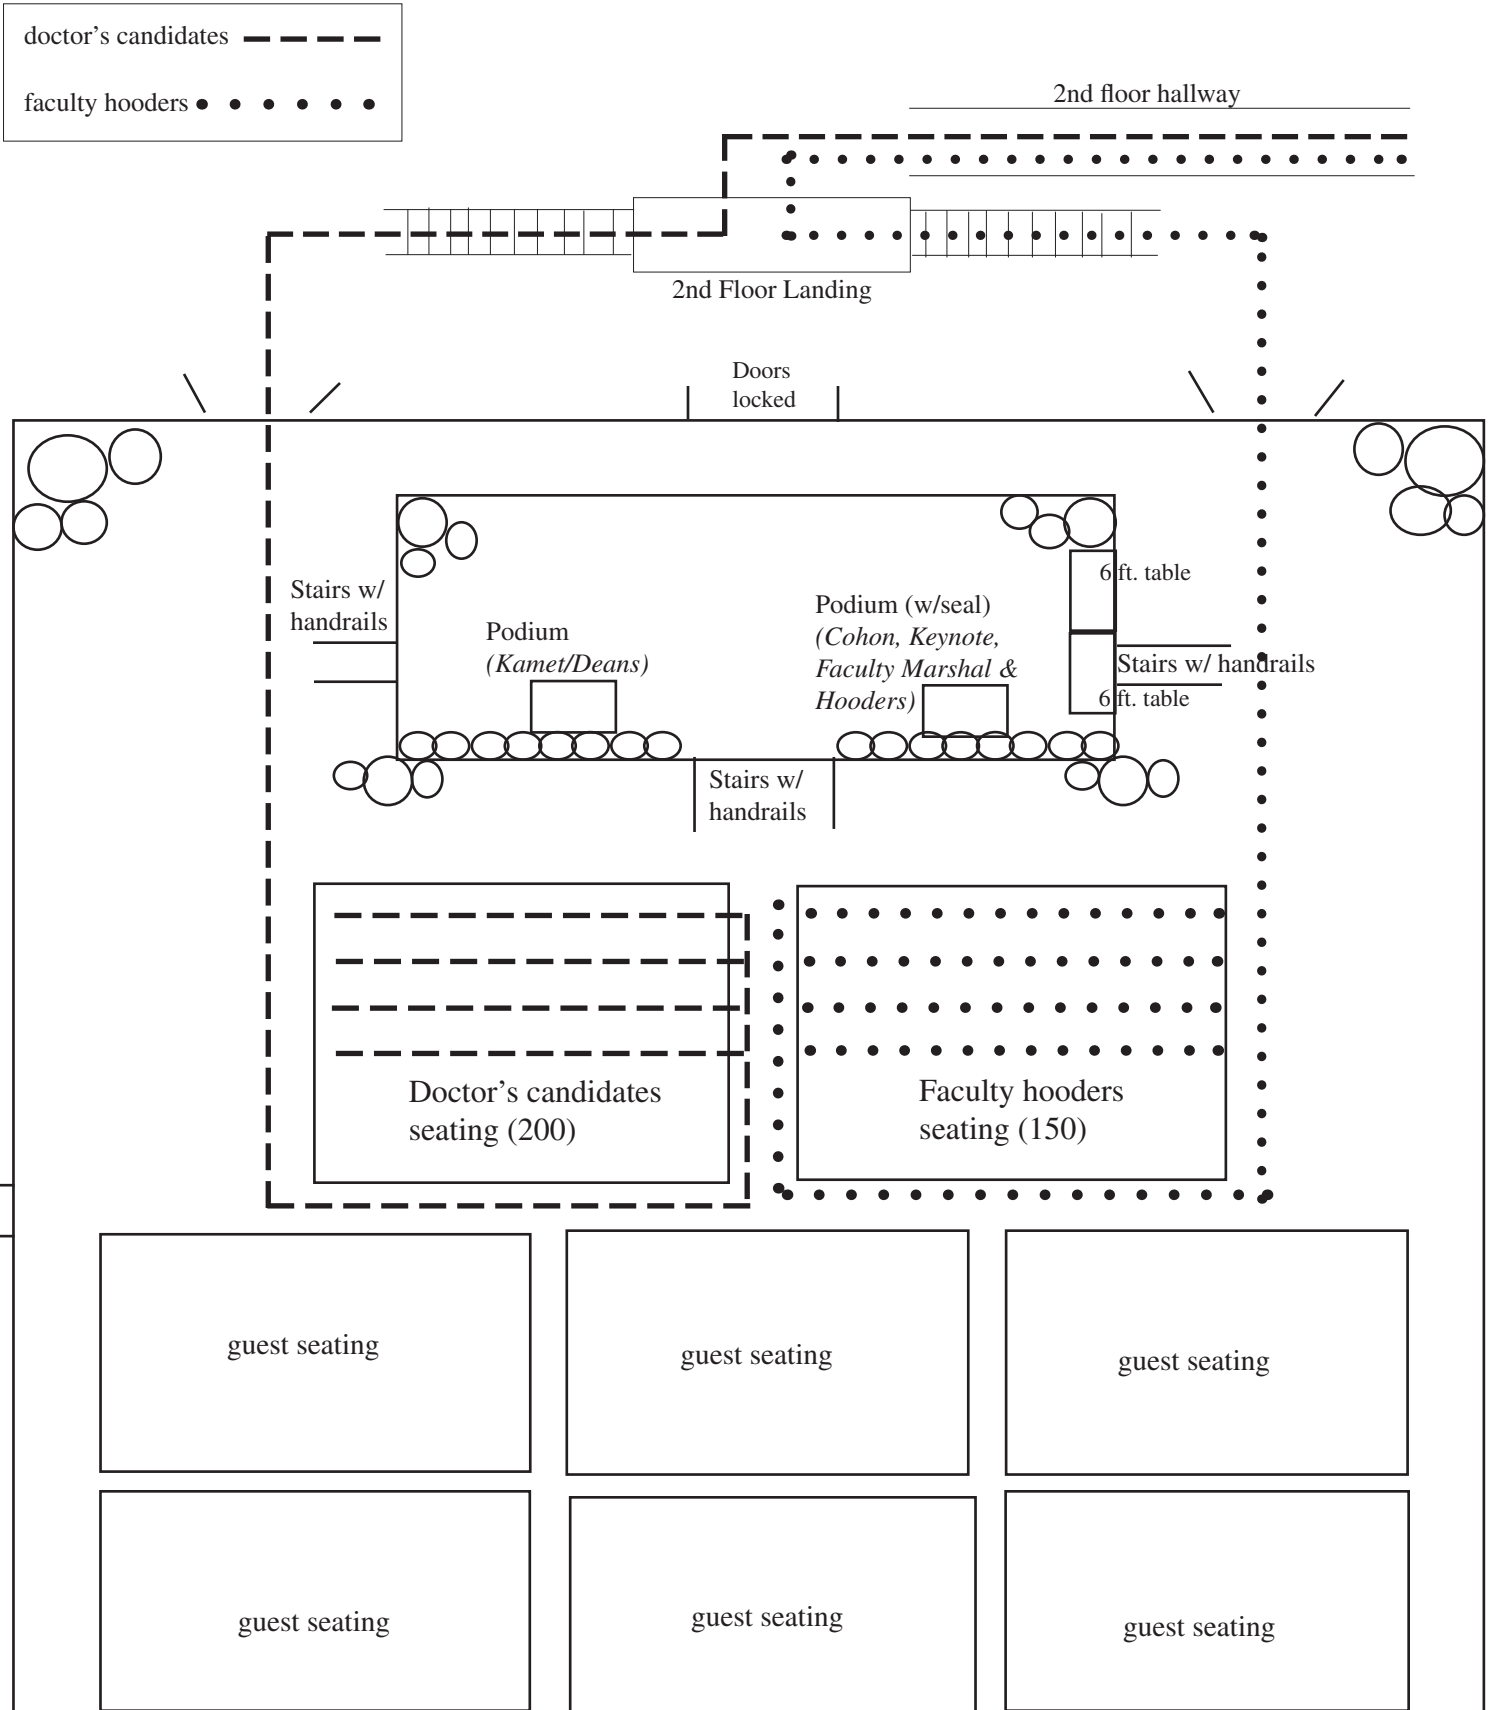 doctor’s candidates
faculty hooders
2nd floor hallway
2nd Floor Landing
Doors
locked
Stairs w/
handrails
Podium
(Kamet/Deans)
Podium (w/seal)
(Cohon, Keynote,
Faculty Marshal &
Hooders)
6 ft. table
Stairs w/ handrails
6 ft. table
Stairs w/
handrails
Doctor’s candidates
seating (200)
Faculty hooders
seating (150)
guest seating
guest seating
guest seating
guest seating
guest seating
guest seating